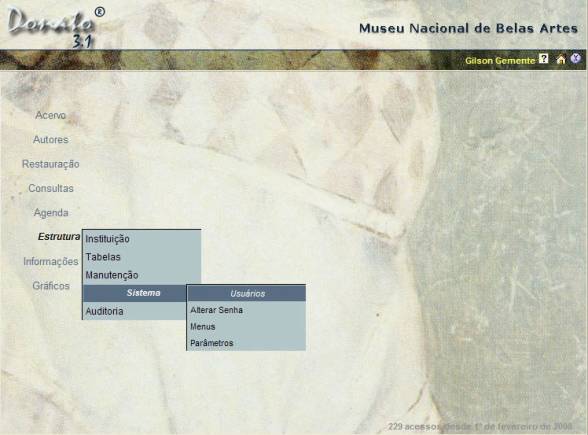 Donato ®
3.1
Museu Nacional de Belas Artes
Gilson Gemente ?
Acervo
Autores
Restauração
Consultas
Agenda
Estrutura
Informações
Gráficos
Instituição
Tabelas
Manutenção
Sistema
Auditoria
Usuários
Alterar Senha
Menus
Parâmetros
229 acessos desde 1º de fevereiro de 2008